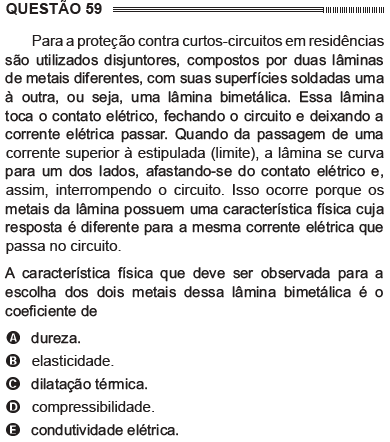 QUESTÃO 59
Para a proteção contra curtos-circuitos em residências
são utilizados disjuntores, compostos por duas lâminas
de metais diferentes, com suas superfícies soldadas uma
à outra, ou seja, uma lâmina bimetálica. Essa lâmina
toca o contato elétrico, fechando o circuito e deixando a
corrente elétrica passar. Quando da passagem de uma
corrente superior à estipulada (limite), a lâmina se curva
para um dos lados, afastando-se do contato elétrico e,
assim, interrompendo o circuito. Isso ocorre porque os
metais da lâmina possuem uma característica física cuja
resposta é diferente para a mesma corrente elétrica que
passa no circuito.
A característica física que deve ser observada para a
escolha dos dois metais dessa lâmina bimetálica é o
coeficiente de
A dureza.
B elasticidade.
C dilatação térmica.
D compressibilidade.
E condutividade elétrica.